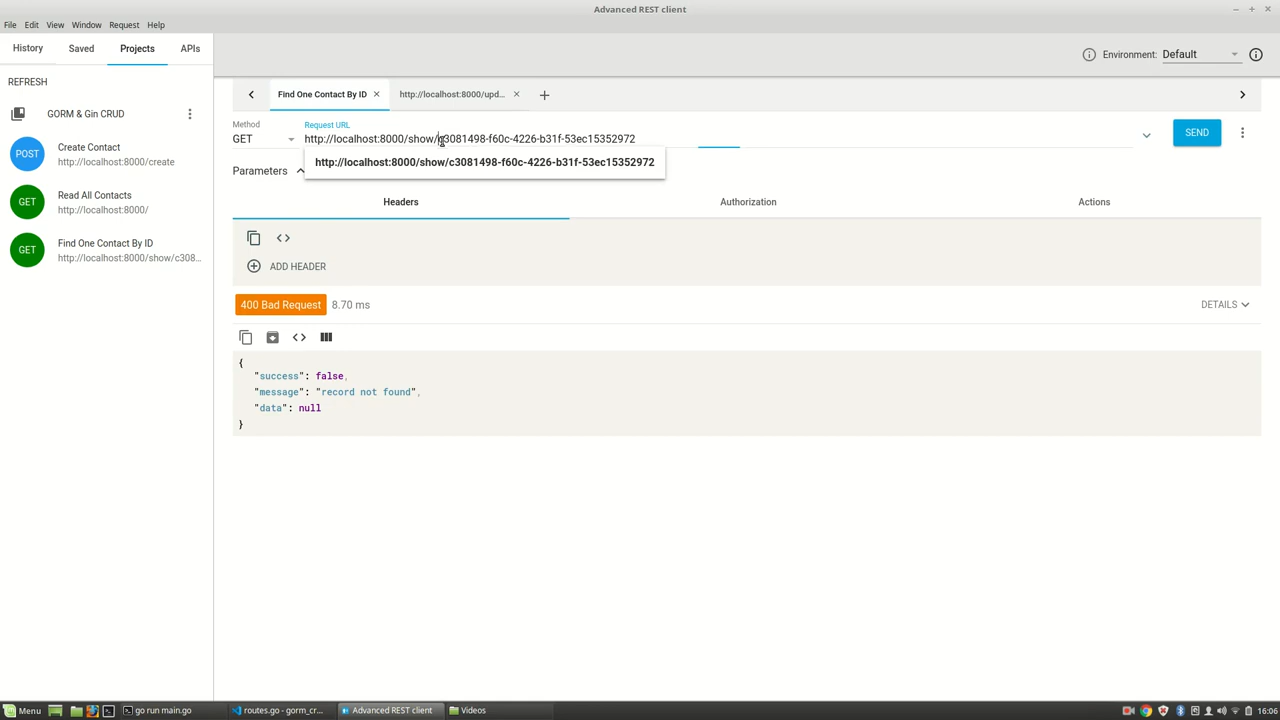 Advanced REST client
File Edit View Window Request Help
History Saved Projects APIs
Environment: Default
REFRESH
GORM & Gin CRUD
POST
Create Contact
http://localhost:8000/create
GET
Read All Contacts
http://localhost:8000/
GET
Find One Contact By ID
http://localhost:8000/show/c308...
Find One Contact By ID
http://localhost:8000/upd...
Method
GET
Request URL
http://localhost:8000/show/c3081498-f60c-4226-b31f-53ec15352972
SEND
http://localhost:8000/show/c3081498-f60c-4226-b31f-53ec15352972
Parameters
Headers Authorization Actions
ADD HEADER
400 Bad Request 8.70 ms
DETAILS
{
"success": false,
"message": "record not found",
"data": null
}
Menu go run main.go routes.go - gorm_cr... Advanced REST client Videos 16:06